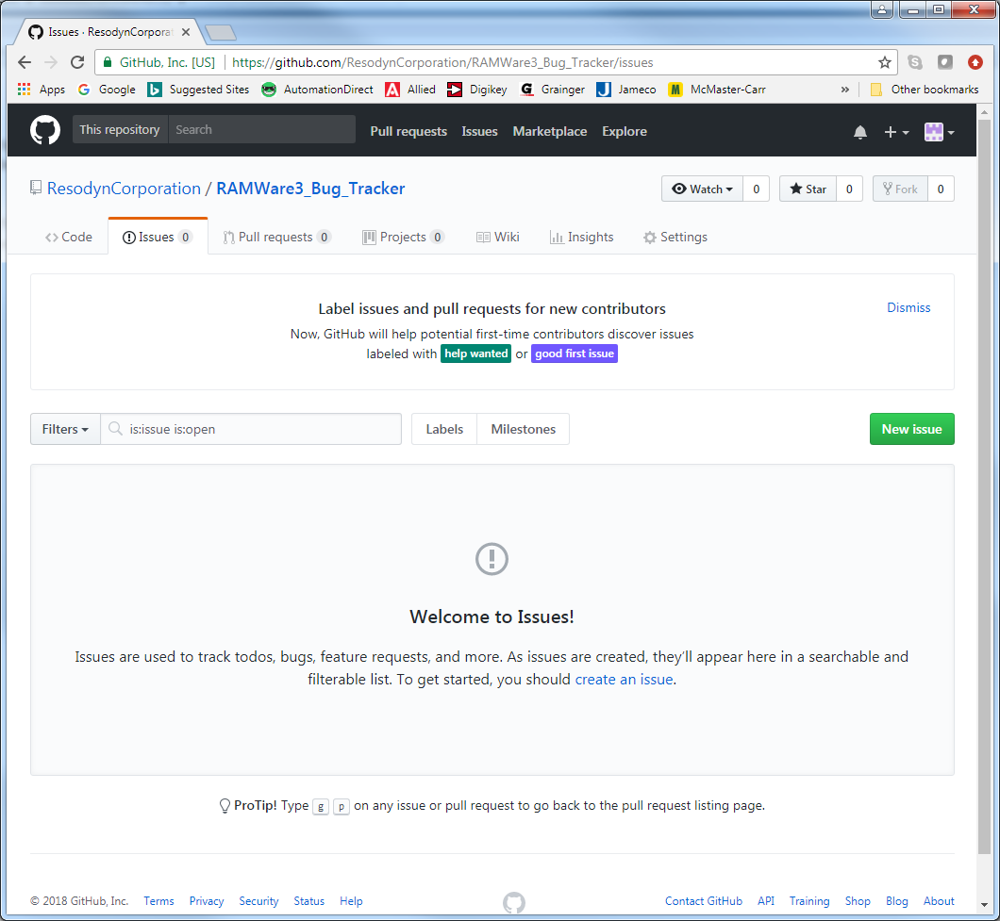 Issues · ResodynCorporat
GitHub, Inc. [US] https://github.com/ResodynCorporation/RAMWare3_Bug_Tracker/issues
Apps Google Suggested Sites AutomationDirect Allied Digikey Grainger Jameco McMaster-Carr » Other bookmarks
This repository Search Pull requests Issues Marketplace Explore
ResodynCorporation / RAMWare3_Bug_Tracker Watch 0 Star 0 Fork 0
Code Issues 0 Pull requests 0 Projects 0 Wiki Insights Settings
Label issues and pull requests for new contributors Dismiss
Now, GitHub will help potential first-time contributors discover issues
labeled with help wanted or good first issue
Filters is:issue is:open Labels Milestones New issue
Welcome to Issues!
Issues are used to track todos, bugs, feature requests, and more. As issues are created, they’ll appear here in a searchable and
filterable list. To get started, you should create an issue.
ProTip! Type g p on any issue or pull request to go back to the pull request listing page.
© 2018 GitHub, Inc. Terms Privacy Security Status Help Contact GitHub API Training Shop Blog About